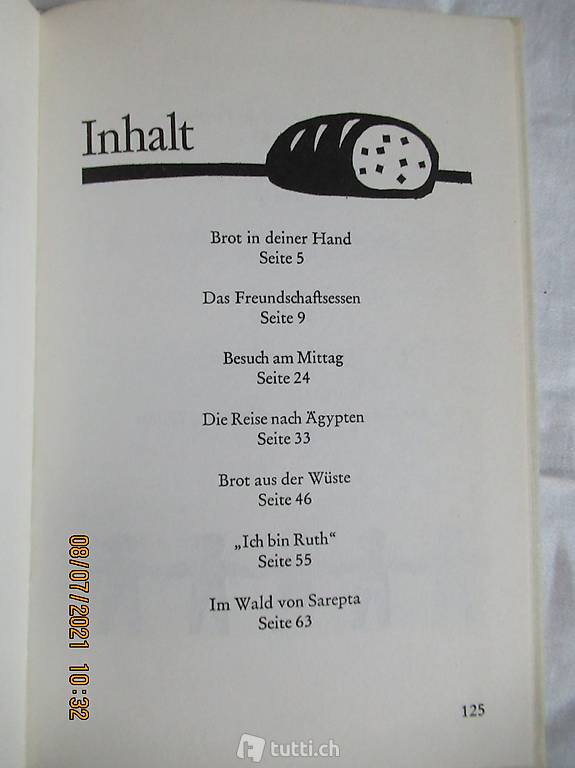 Inhalt
Brot in deiner Hand
Seite 5
Das Freundschaftsessen
Seite 9
Besuch am Mittag
Seite 24
Die Reise nach Ägypten
Seite 33
Brot aus der Wüste
Seite 46
„Ich bin Ruth“
Seite 55
Im Wald von Sarepta
Seite 63
125
08/07/2021 10:32
tutti.ch